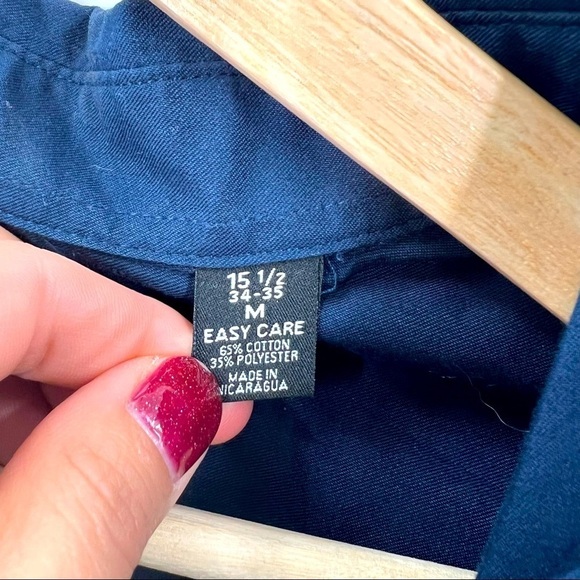 15 1/2
34-35
M
EASY CARE
65% COTTON
35% POLYESTER
MADE IN
NICARAGUA